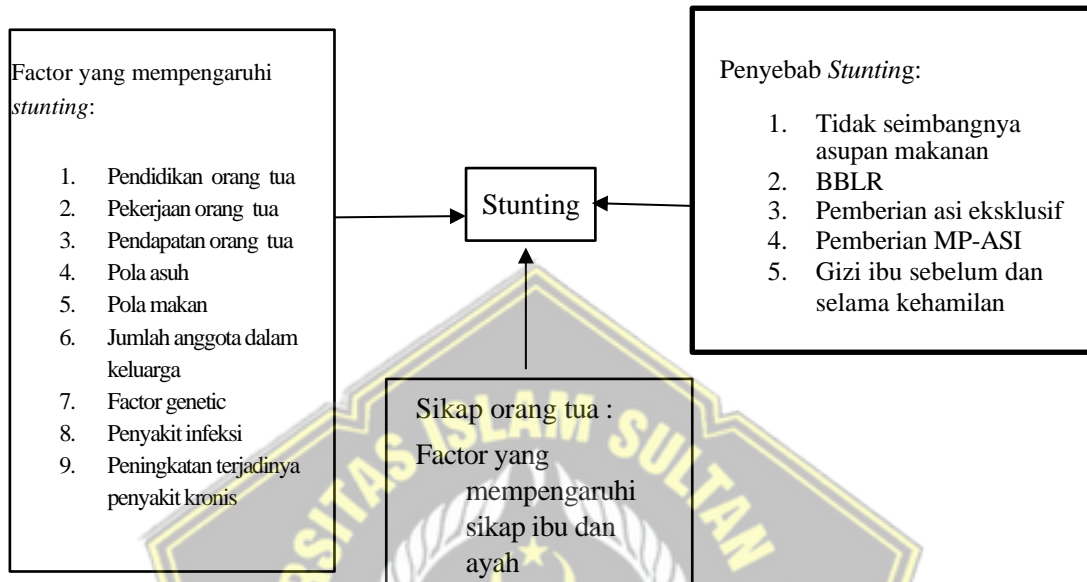 Factor yang mempengaruhi
stunting:
1. Pendidikan orang tua
2. Pekerjaan orang tua
3. Pendapatan orang tua
4. Pola asuh
5. Pola makan
6. Jumlah anggota dalam
keluarga
7. Factor genetic
8. Penyakit infeksi
9. Peningkatan terjadinya
penyakit kronis
Stunting
Penyebab Stunting:
1. Tidak seimbangnya
asupan makanan
2. BBLR
3. Pemberian asi eksklusif
4. Pemberian MP-ASI
5. Gizi ibu sebelum dan
selama kehamilan
Sikap orang tua :
Factor yang
mempengaruhi
sikap ibu dan
ayah
ISLAM SULTAN